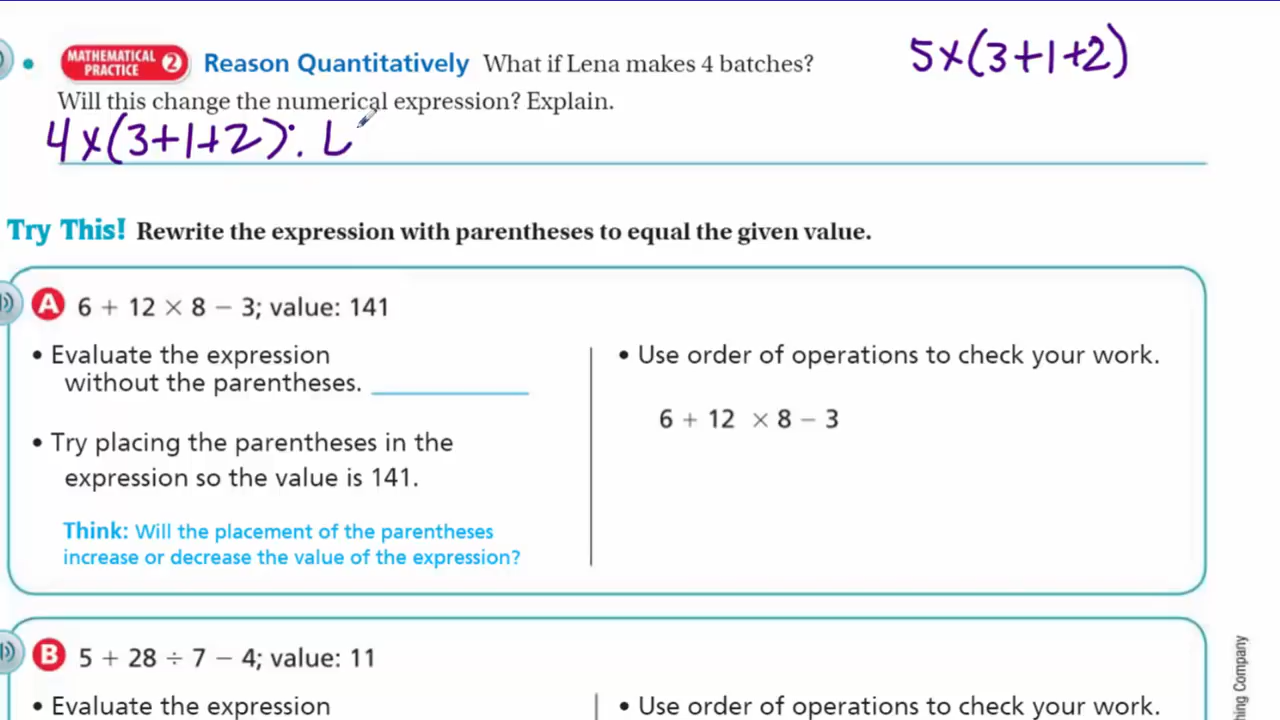 MATHEMATICAL PRACTICE 2 Reason Quantitatively What if Lena makes 4 batches?
5x(3+1+2)
Will this change the numerical expression? Explain.
4x(3+1+2): L
Try This! Rewrite the expression with parentheses to equal the given value.
A 6 + 12 × 8 − 3; value: 141
• Evaluate the expression
without the parentheses.
• Try placing the parentheses in the
expression so the value is 141.
Think: Will the placement of the parentheses
increase or decrease the value of the expression?
• Use order of operations to check your work.
6 + 12 × 8 − 3
B 5 + 28 ÷ 7 − 4; value: 11
• Evaluate the expression
• Use order of operations to check your work.
hing Company